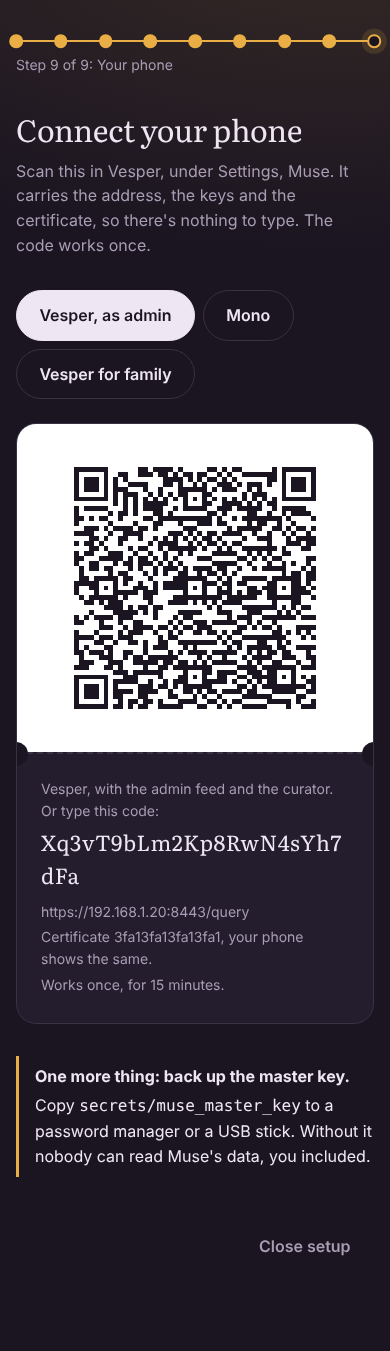 Step 9 of 9: Your phone
Connect your phone
Scan this in Vesper, under Settings, Muse. It
carries the address, the keys and the
certificate, so there's nothing to type. The
code works once.
Vesper, as admin
Mono
Vesper for family
Vesper, with the admin feed and the curator.
Or type this code:
Xq3vT9bLm2Kp8RwN4sYh7
dFa
https://192.168.1.20:8443/query
Certificate 3fa13fa13fa13fa1, your phone
shows the same.
Works once, for 15 minutes.
One more thing: back up the master key.
Copy secrets/muse_master_key to a
password manager or a USB stick. Without it
nobody can read Muse's data, you included.
Close setup